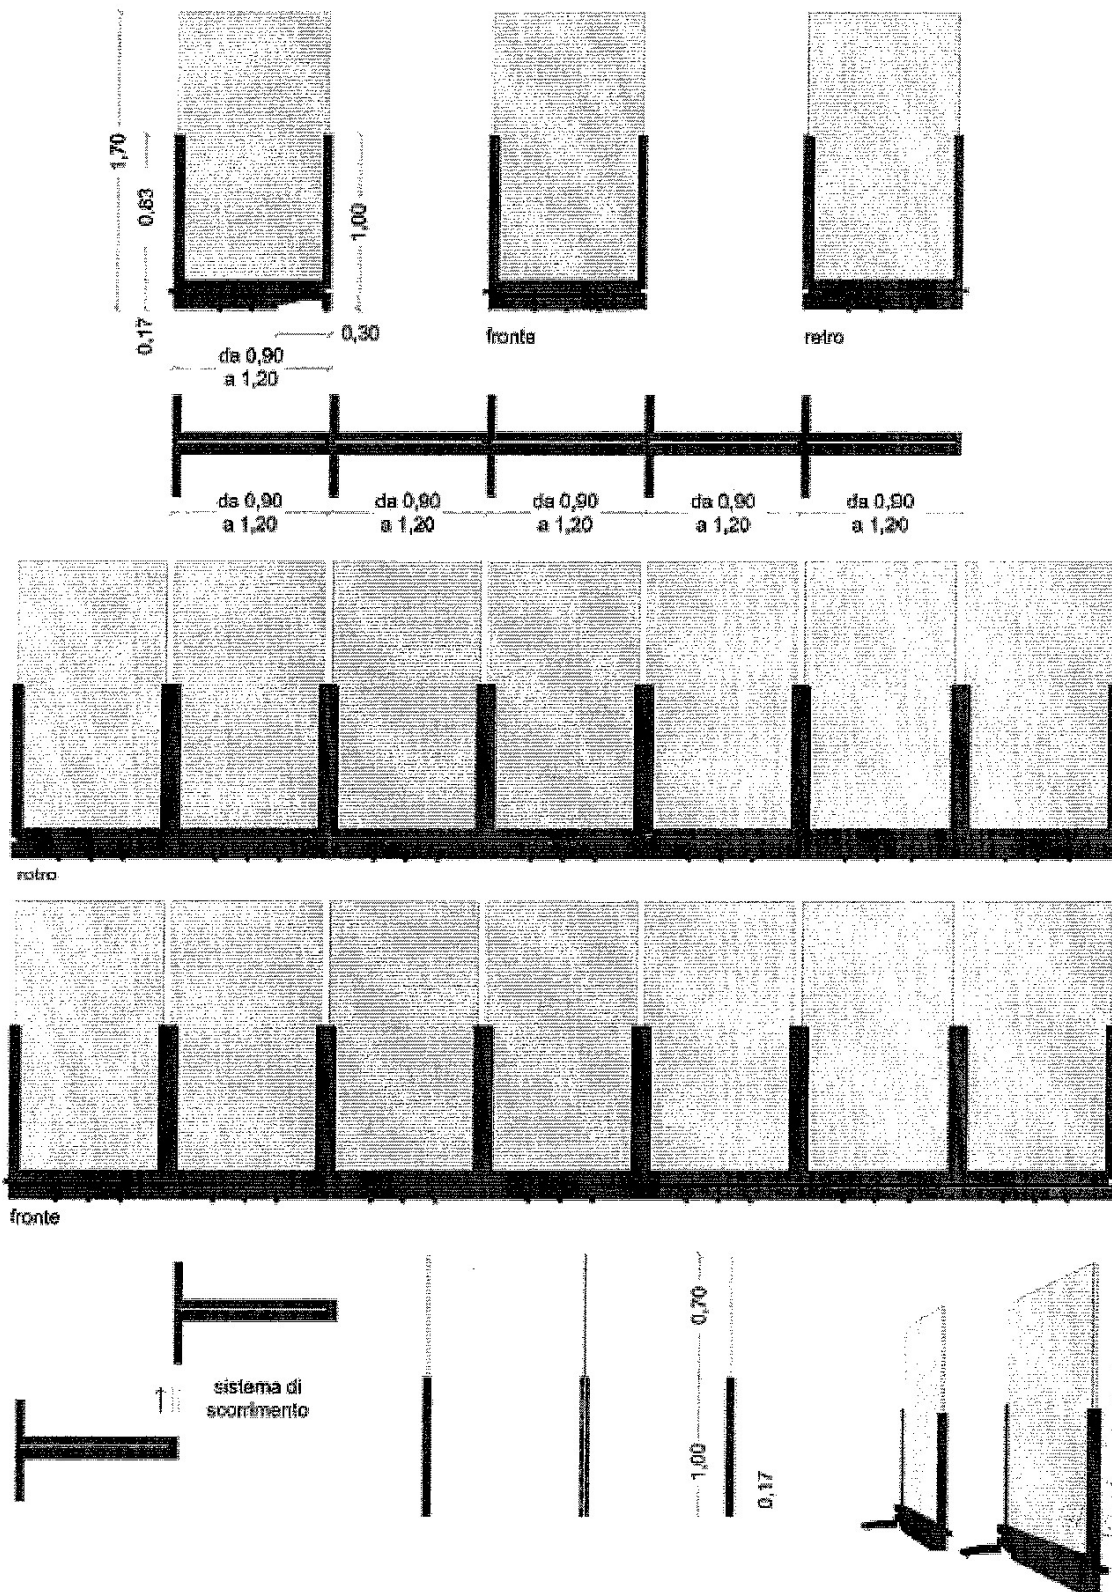 1,70
0,83
1,00
0,17
0,30
fronte
retro
da 0,90
a 1,20
da 0,90
a 1,20
da 0,90
a 1,20
da 0,90
a 1,20
da 0,90
a 1,20
da 0,90
a 1,20
retro
fronte
sistema di
scorrimento
0,70
1,00
0,17